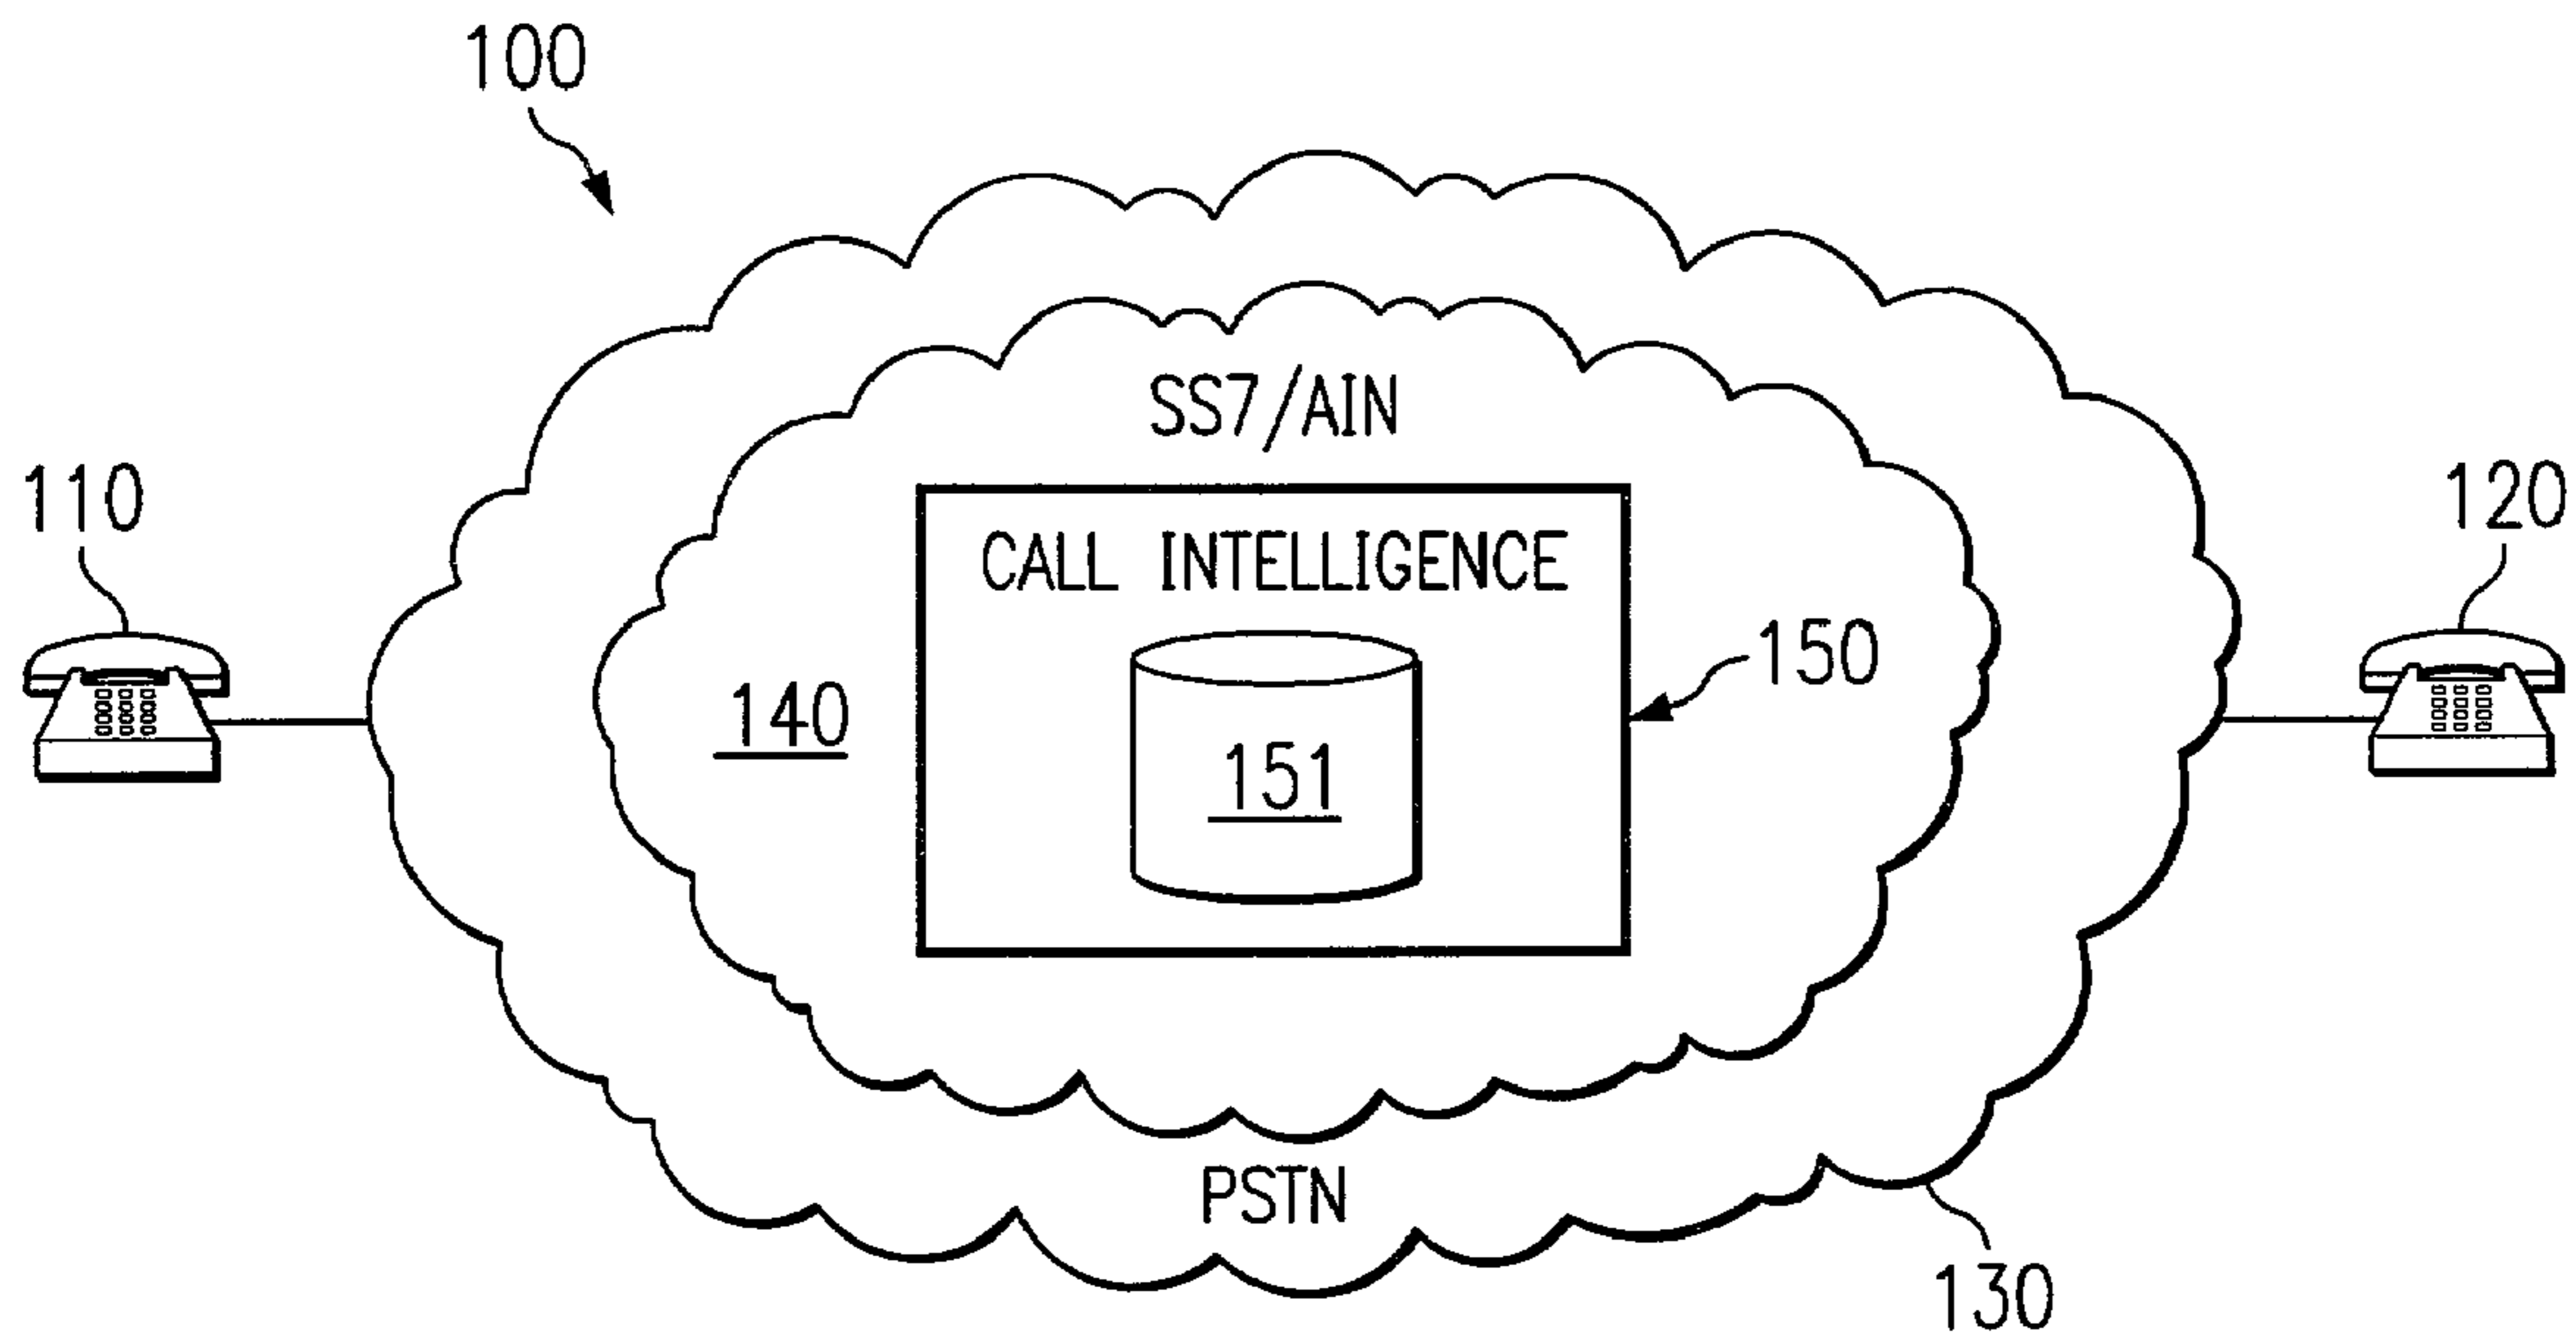 100
SS7/AIN
110
120
CALL INTELLIGENCE
150
140
151
PSTN
130